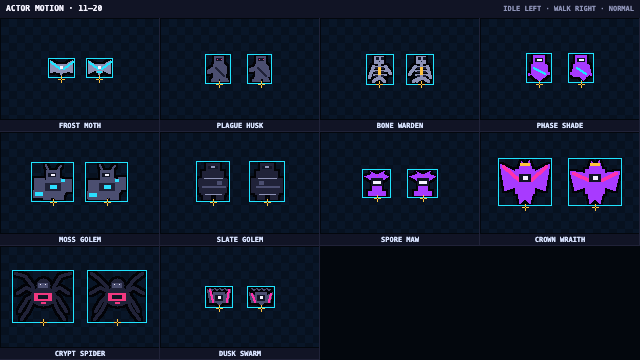 ACTOR MOTION · 11—20
IDLE LEFT · WALK RIGHT · NORMAL
FROST MOTH
PLAGUE HUSK
BONE WARDEN
PHASE SHADE
MOSS GOLEM
SLATE GOLEM
SPORE MAW
CROWN WRAITH
CRYPT SPIDER
DUSK SWARM